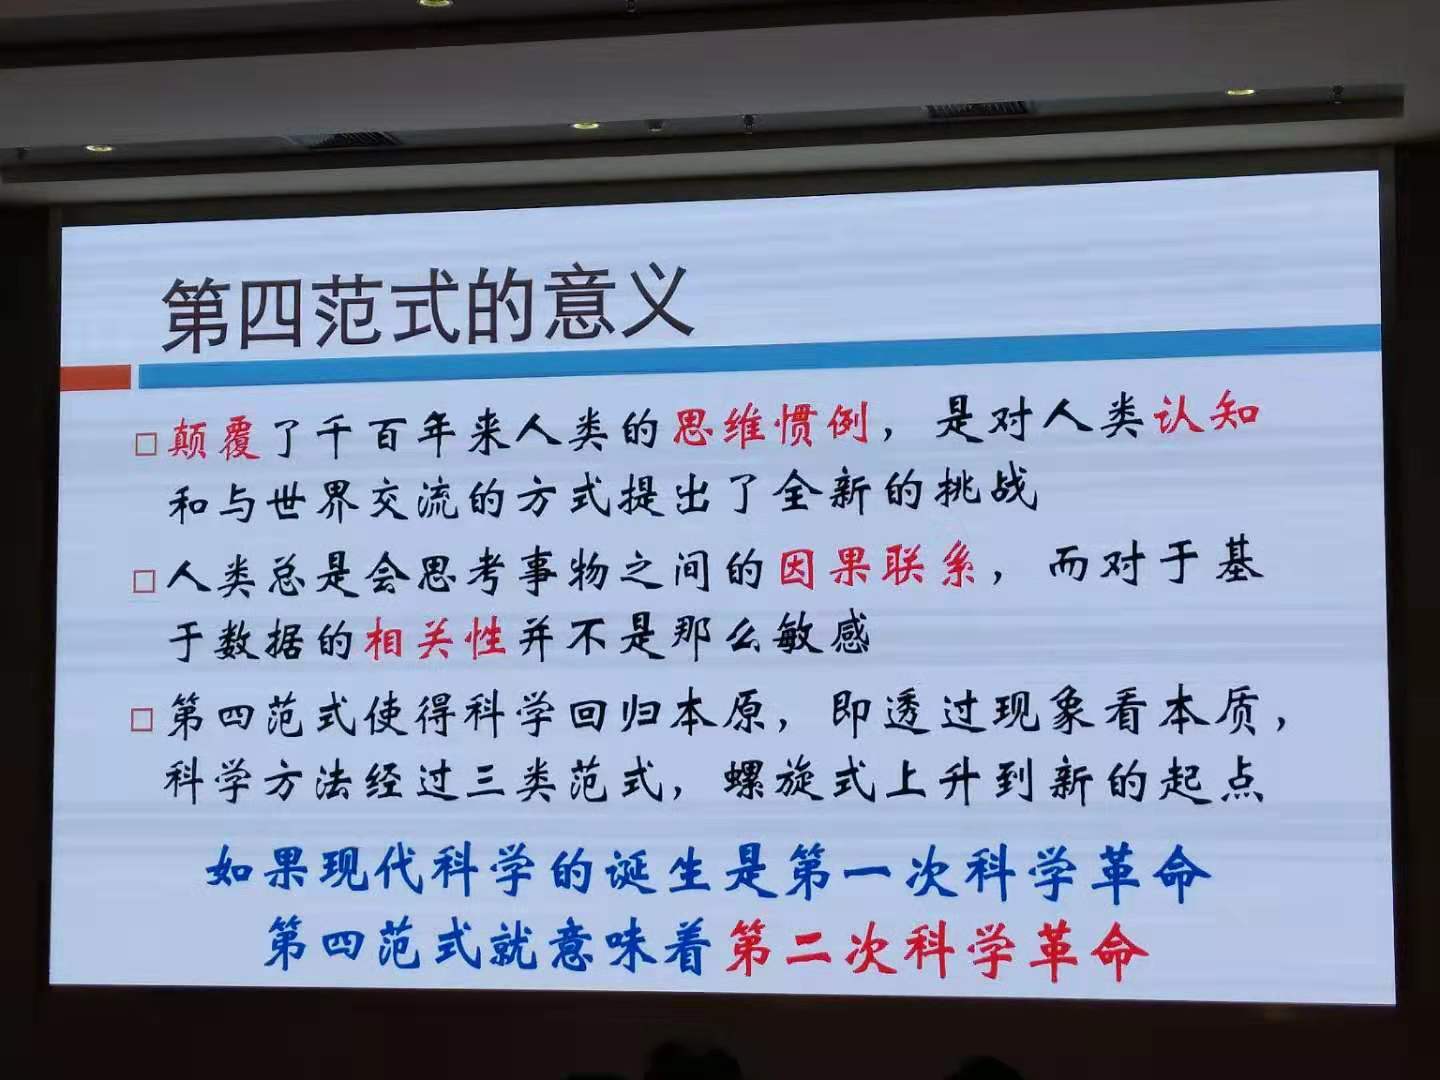 第四范式的意义
颠覆了千百年来人类的思维惯例，是对人类认知
和与世界交流的方式提出了全新的挑战
人类总是会思考事物之间的因果联系，而对于基
于数据的相关性并不是那么敏感
第四范式使得科学回归本原，即透过现象看本质，
科学方法经过三类范式，螺旋式上升到新的起点
如果现代科学的诞生是第一次科学革命
第四范式就意味着第二次科学革命